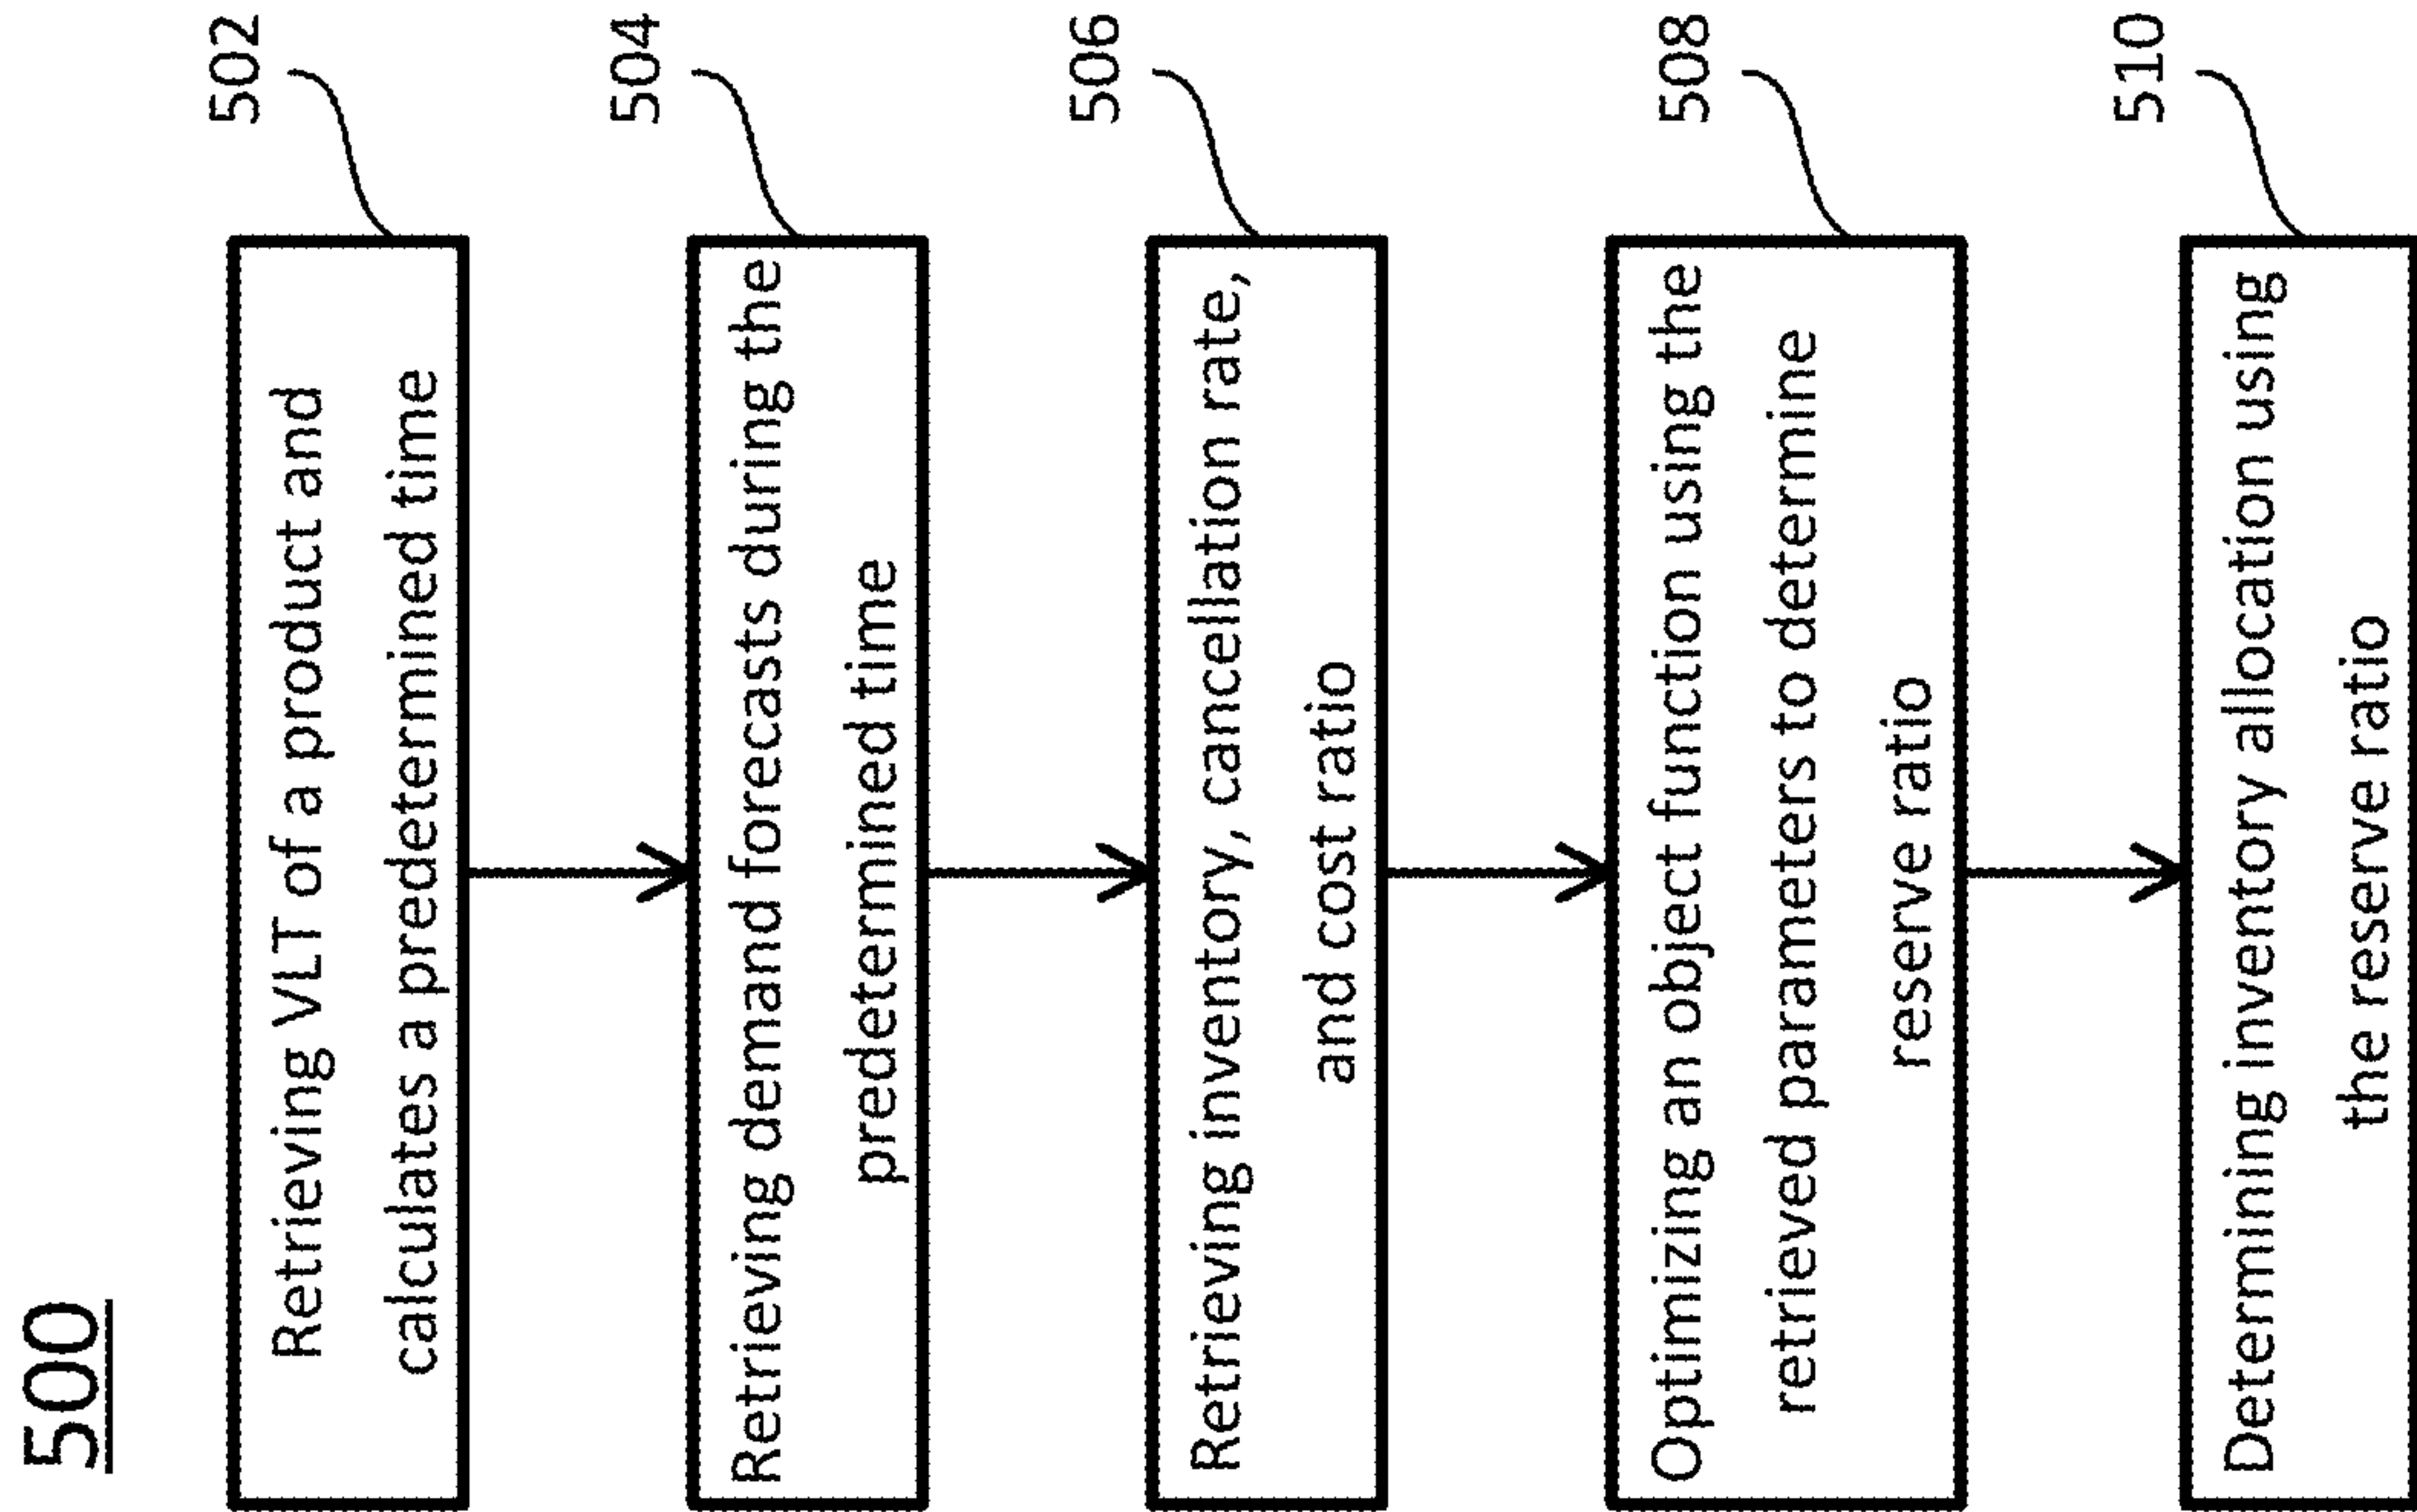 500
Retrieving VLT of a product and
calculates a predetermined time
502
Retrieving demand forecasts during the
predetermined time
504
Retrieving inventory, cancellation rate,
and cost ratio
506
Optimizing an object function using the
retrieved parameters to determine
reserve ratio
508
Determining inventory allocation using
the reserve ratio
510